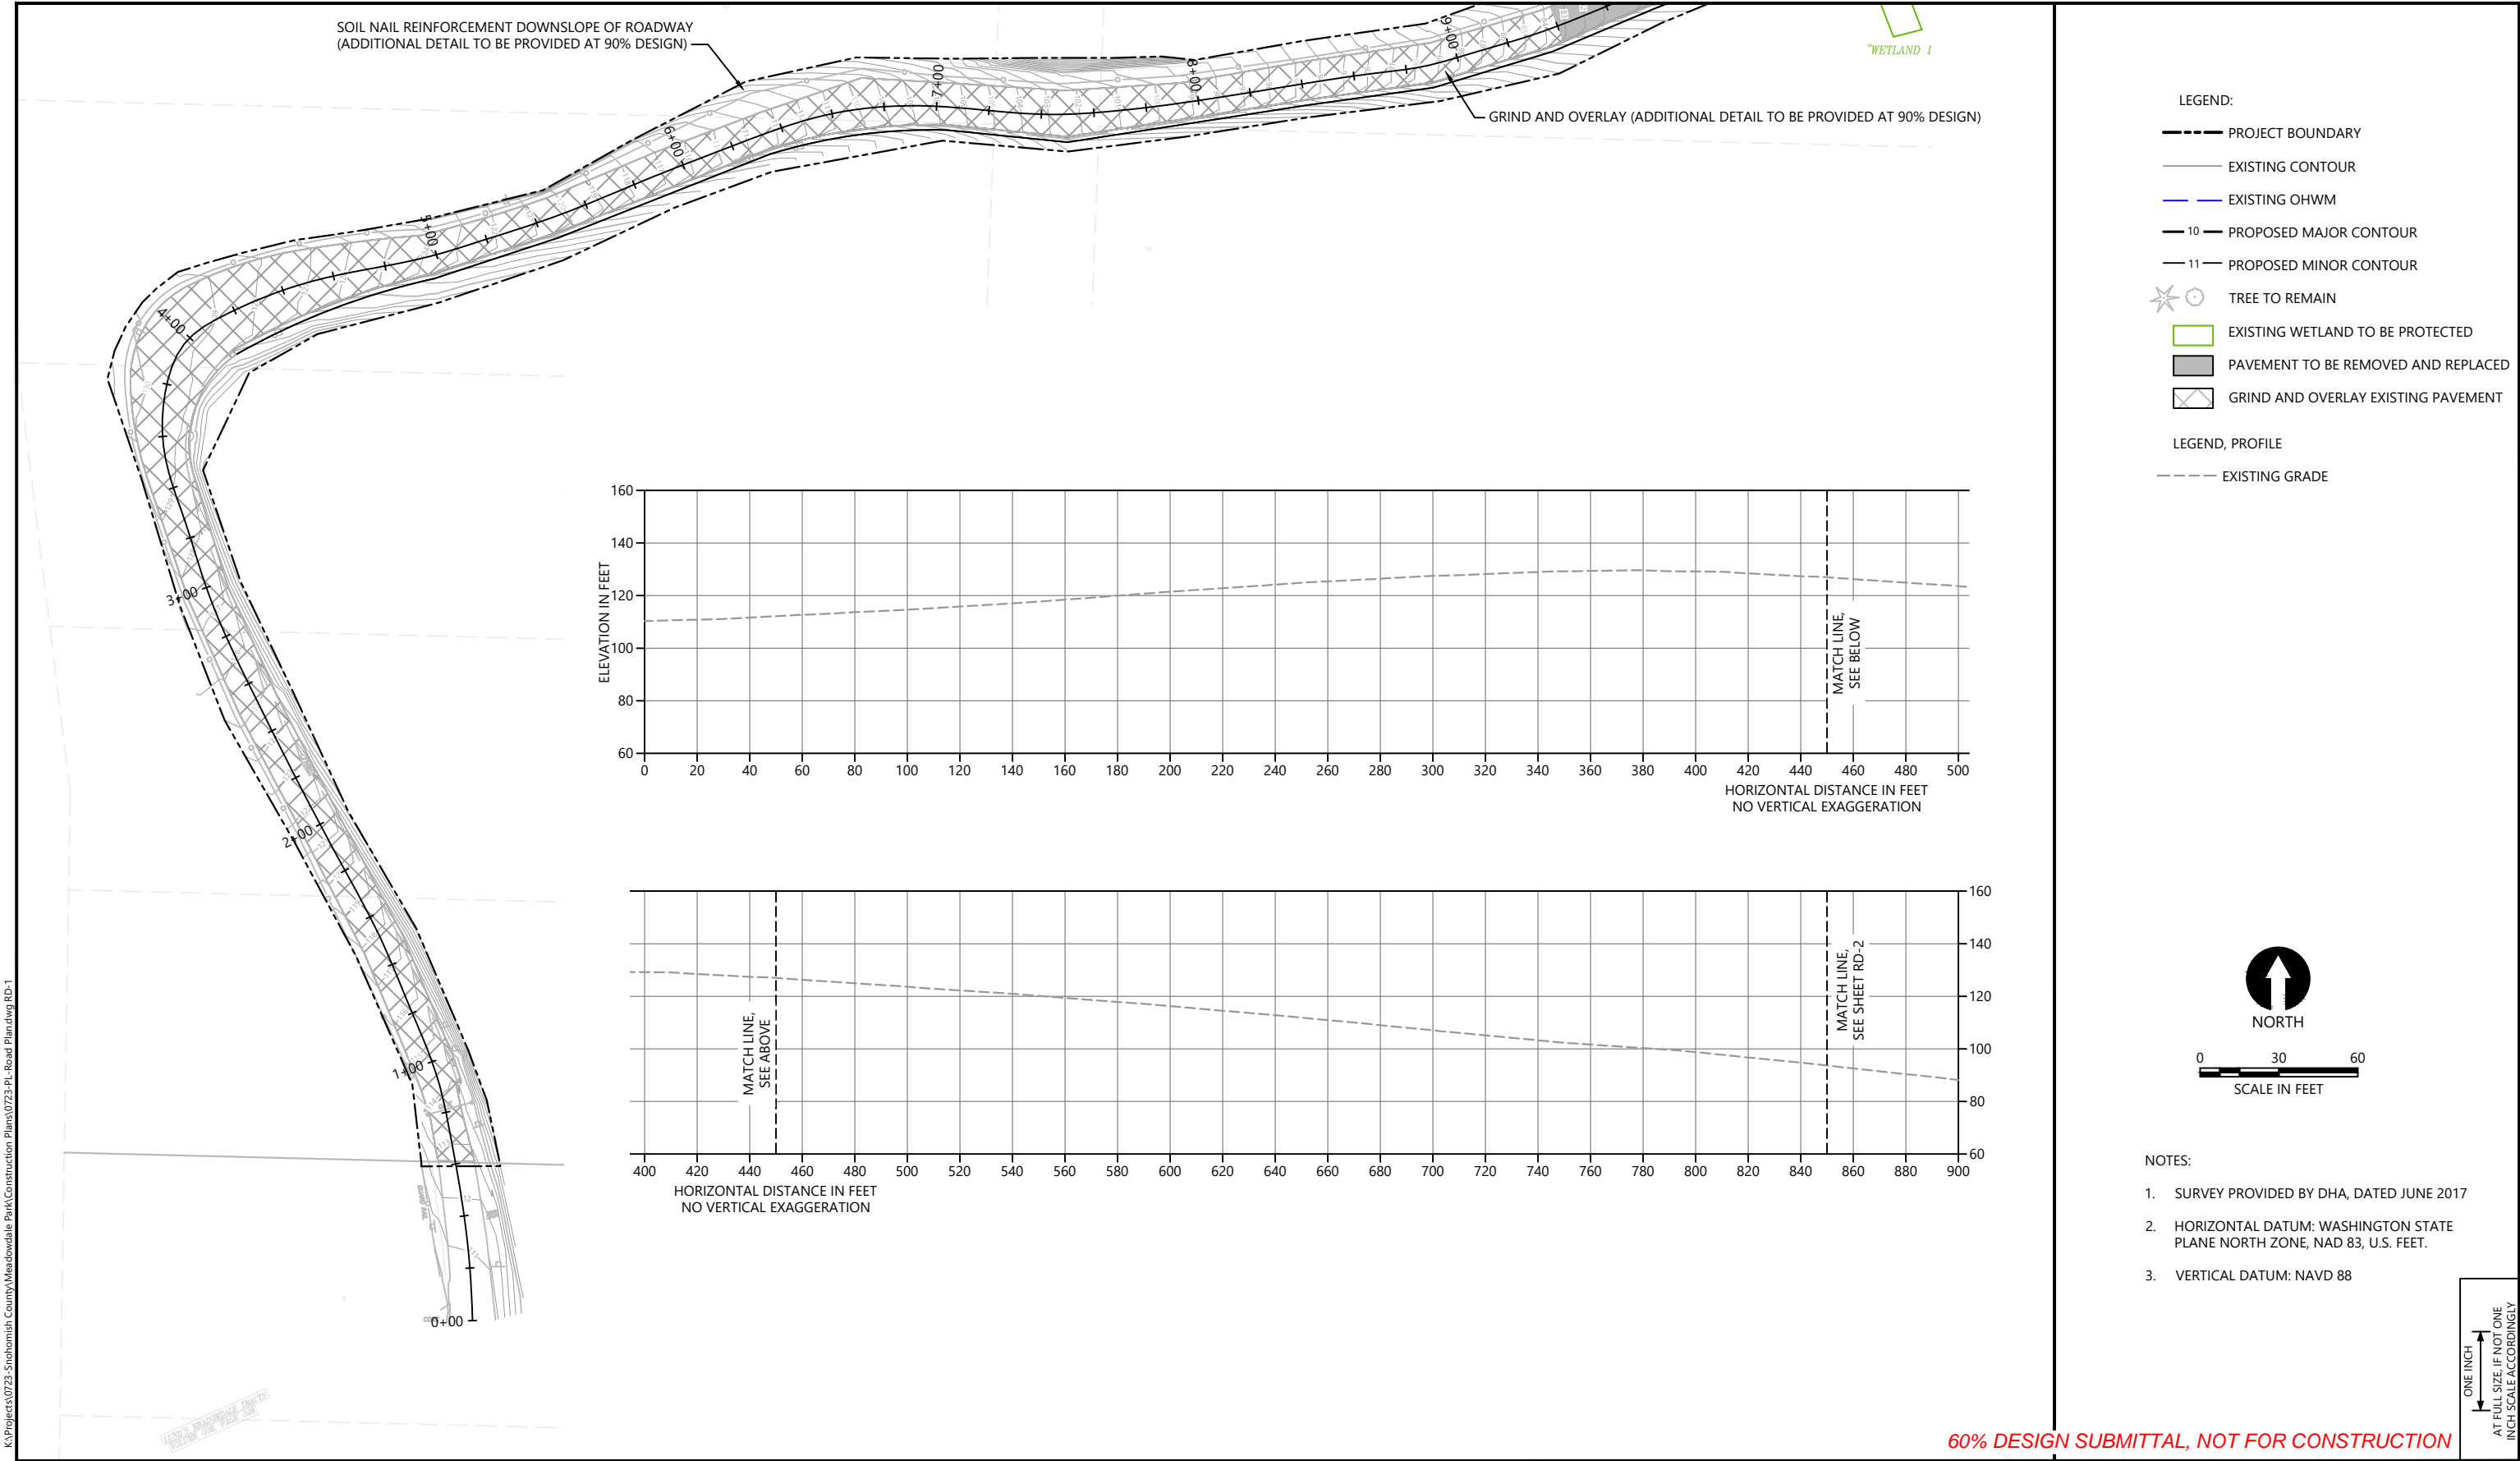 SOIL NAIL REINFORCEMENT DOWNSLOPE OF ROADWAY
(ADDITIONAL DETAIL TO BE PROVIDED AT 90% DESIGN)
"WETLAND 1
GRIND AND OVERLAY (ADDITIONAL DETAIL TO BE PROVIDED AT 90% DESIGN)
9+00
8+00
7+00
6+00
5+00
4+00
3+00
2+00
1+00
0+00
160
140
120
100
80
60
ELEVATION IN FEET
MATCH LINE,
SEE BELOW
0 20 40 60 80 100 120 140 160 180 200 220 240 260 280 300 320 340 360 380 400 420 440 460 480 500
HORIZONTAL DISTANCE IN FEET
NO VERTICAL EXAGGERATION
160
140
120
100
80
60
MATCH LINE,
SEE ABOVE
MATCH LINE,
SEE SHEET RD-2
400 420 440 460 480 500 520 540 560 580 600 620 640 660 680 700 720 740 760 780 800 820 840 860 880 900
HORIZONTAL DISTANCE IN FEET
NO VERTICAL EXAGGERATION
LEGEND:
PROJECT BOUNDARY
EXISTING CONTOUR
EXISTING OHWM
10 PROPOSED MAJOR CONTOUR
11 PROPOSED MINOR CONTOUR
TREE TO REMAIN
EXISTING WETLAND TO BE PROTECTED
PAVEMENT TO BE REMOVED AND REPLACED
GRIND AND OVERLAY EXISTING PAVEMENT
LEGEND, PROFILE
EXISTING GRADE
NORTH
0 30 60
SCALE IN FEET
NOTES:
1. SURVEY PROVIDED BY DHA, DATED JUNE 2017
2. HORIZONTAL DATUM: WASHINGTON STATE
PLANE NORTH ZONE, NAD 83, U.S. FEET.
3. VERTICAL DATUM: NAVD 88
ONE INCH
AT FULL SIZE, IF NOT ONE
INCH SCALE ACCORDINGLY
60% DESIGN SUBMITTAL, NOT FOR CONSTRUCTION
K:\Projects\0723-Snohomish County\Meadowdale Park\Construction Plans\0723-PL-Road Plan.dwg RD-1